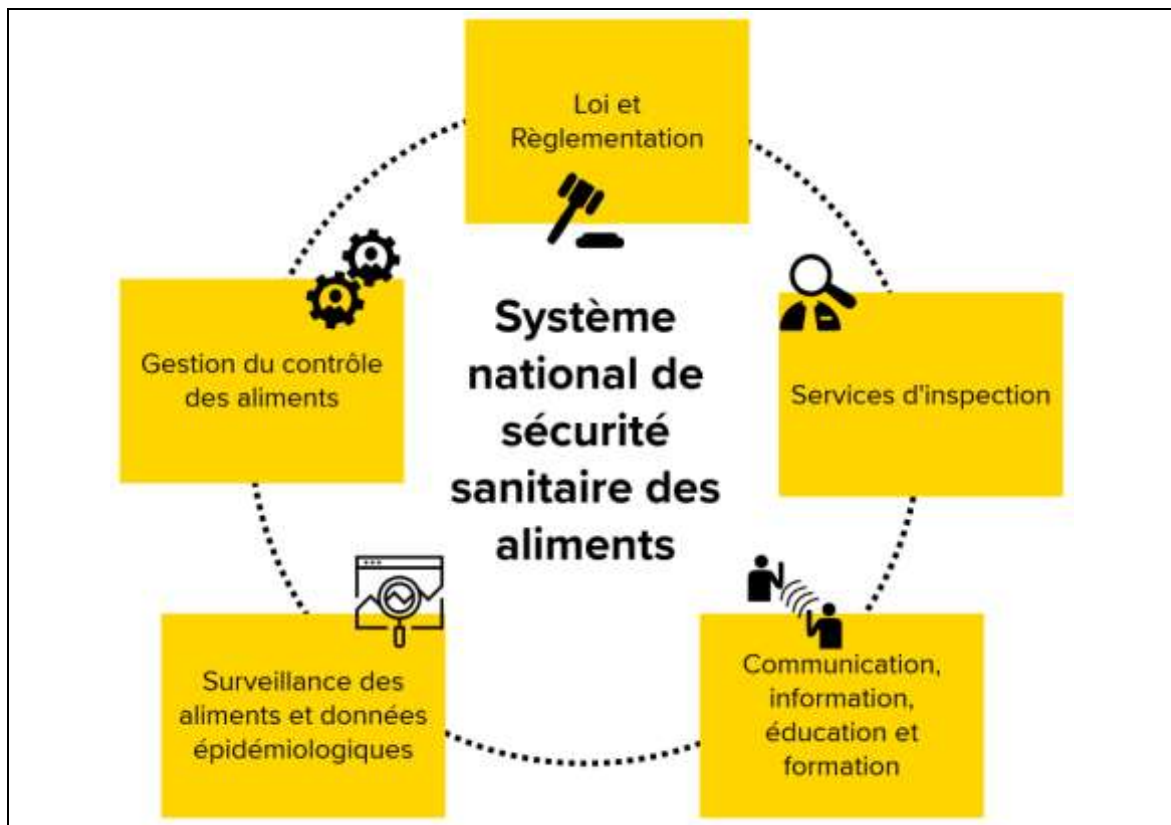 Loi et
Règlementation
Système
national de
sécurité
sanitaire des
aliments
Gestion du contrôle
des aliments
Services d'inspection
Surveillance des
aliments et données
épidémiologiques
Communication,
information,
éducation et
formation